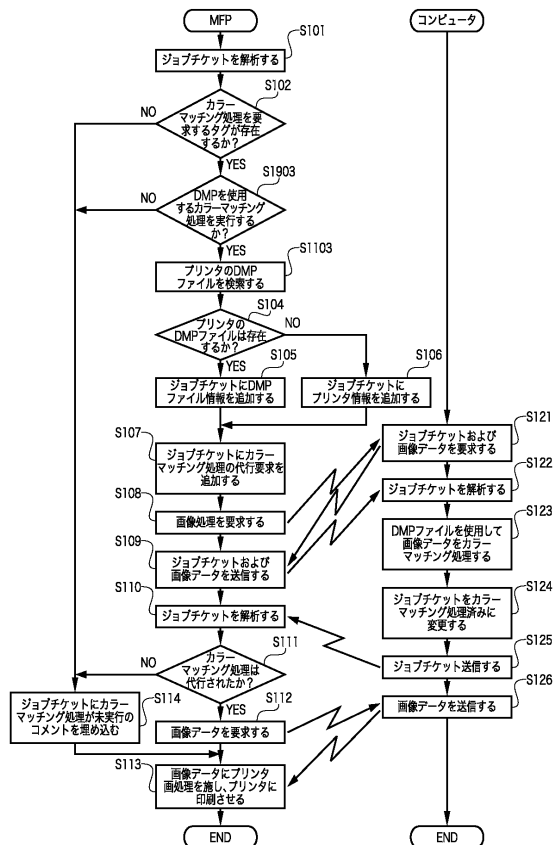 MFP
コンピュータ
S101
ジョブチケットを解析する
S102
カラー
マッチング処理を要
求するタグが存在
するか?
NO
YES
S1903
DMPを使用
するカラーマッチング
処理を実行する
か?
NO
YES
S1103
プリンタのDMP
ファイルを検索する
S104
プリンタの
DMPファイルは存在
するか?
NO
YES
S105
ジョブチケットにDMP
ファイル情報を追加する
S106
ジョブチケットに
プリンタ情報を追加する
S107
ジョブチケットにカラー
マッチング処理の代行要求を
追加する
S108
画像処理を要求する
S109
ジョブチケットおよび
画像データを送信する
S110
ジョブチケットを解析する
S111
カラー
マッチング処理は
代行されたか?
NO
YES
S114
ジョブチケットにカラー
マッチング処理が未実行の
コメントを埋め込む
S112
画像データを要求する
S113
画像データにプリンタ
画処理を施し、プリンタに
印刷させる
END
S121
ジョブチケットおよび
画像データを要求する
S122
ジョブチケットを解析する
S123
DMPファイルを使用して
画像データをカラー
マッチング処理する
S124
ジョブチケットをカラー
マッチング処理済みに
変更する
S125
ジョブチケット送信する
S126
画像データを送信する
END